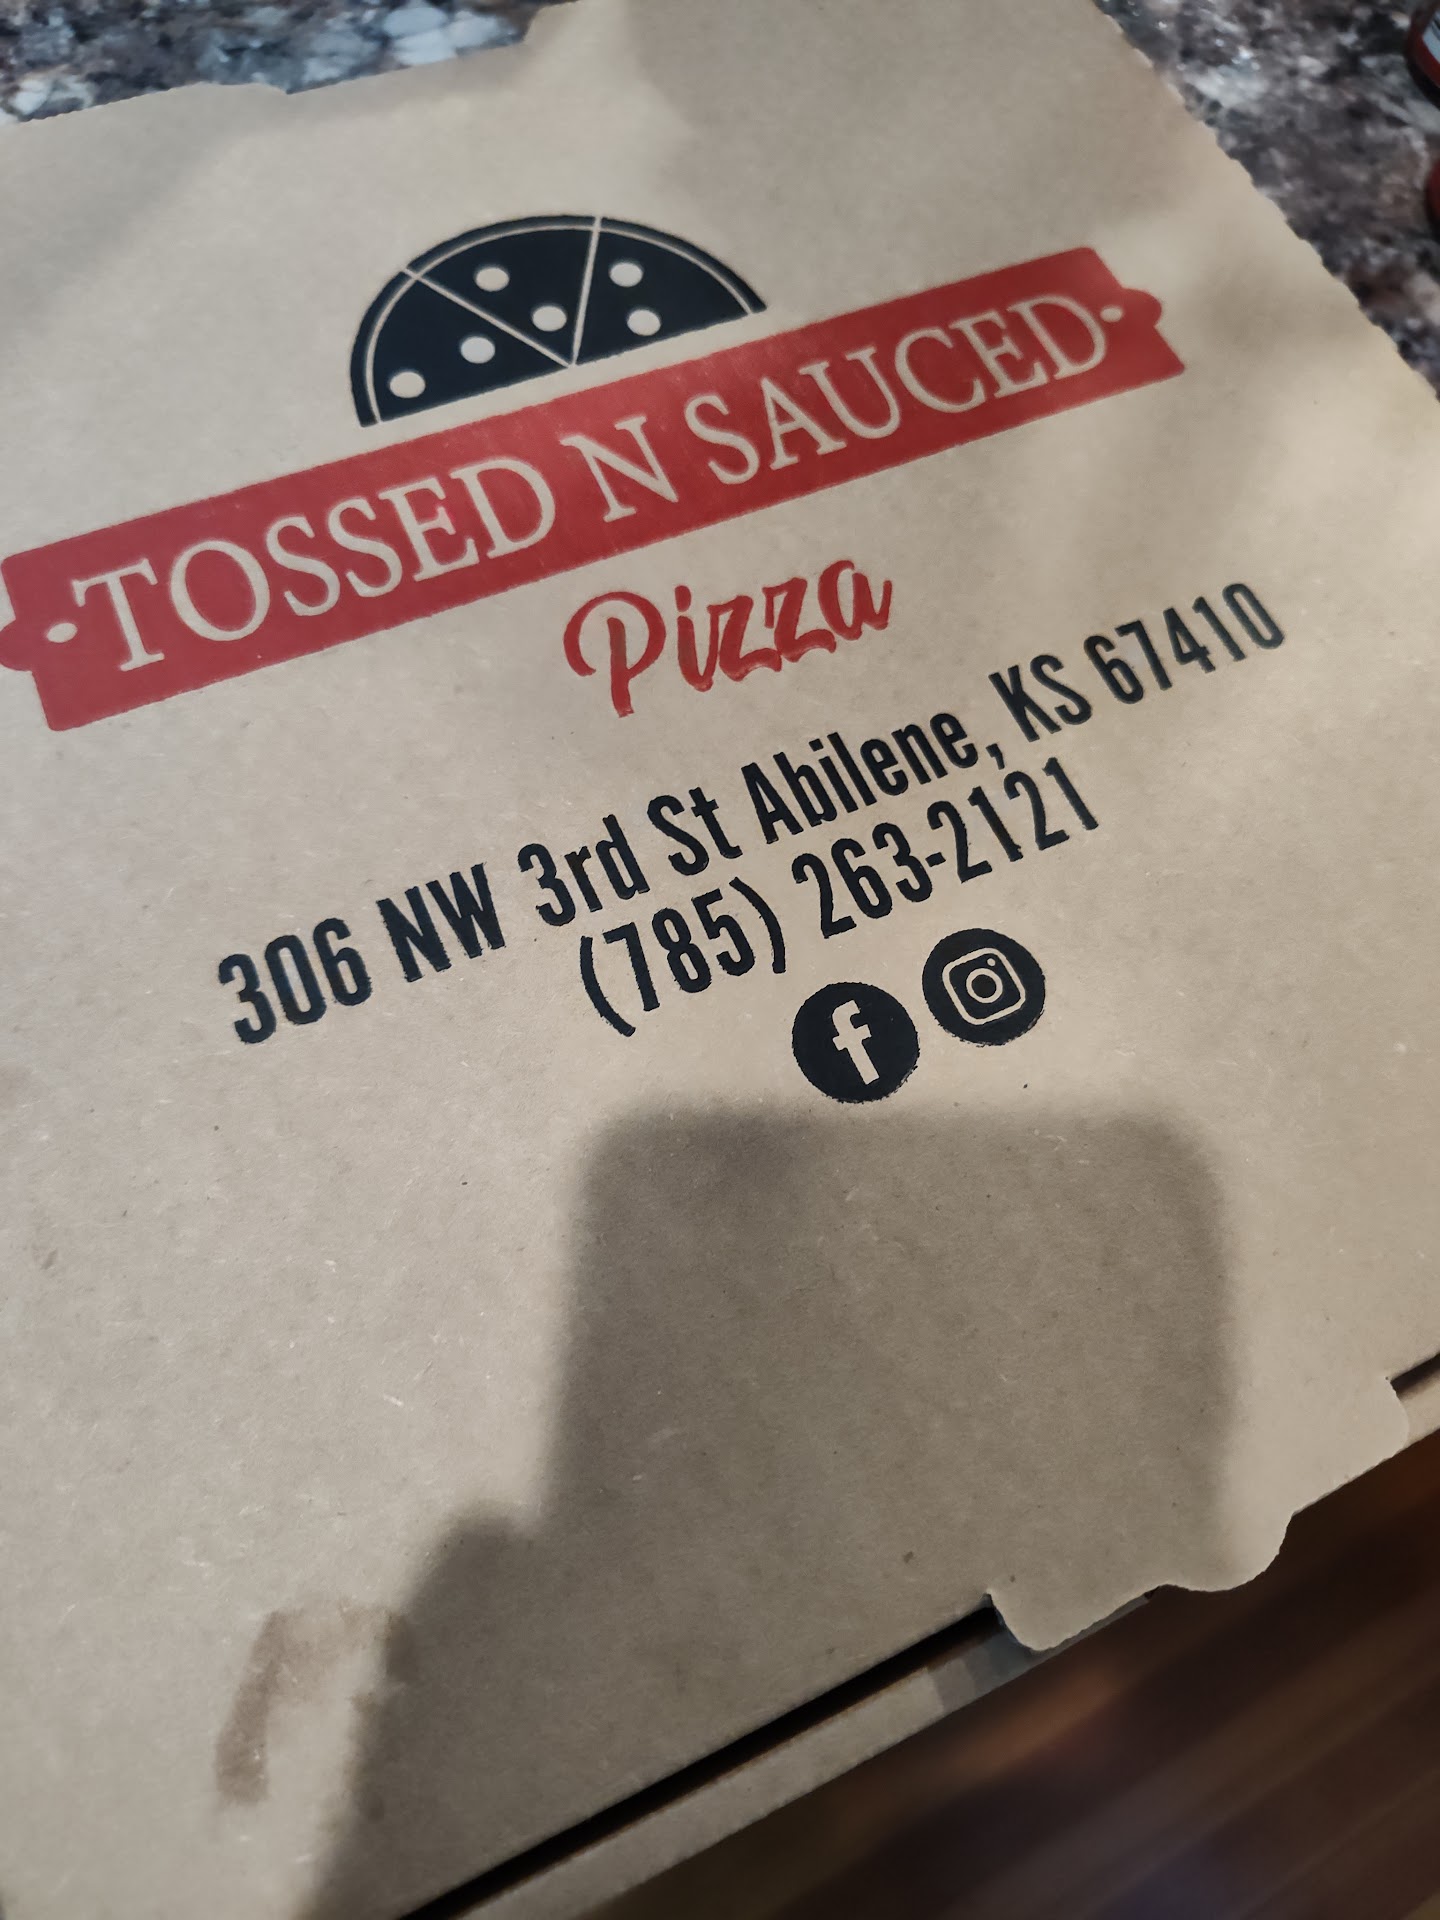 TOSSED N SAUCED
Pizza
306 NW 3rd St Abilene, KS 67410
(785) 263-2121
f